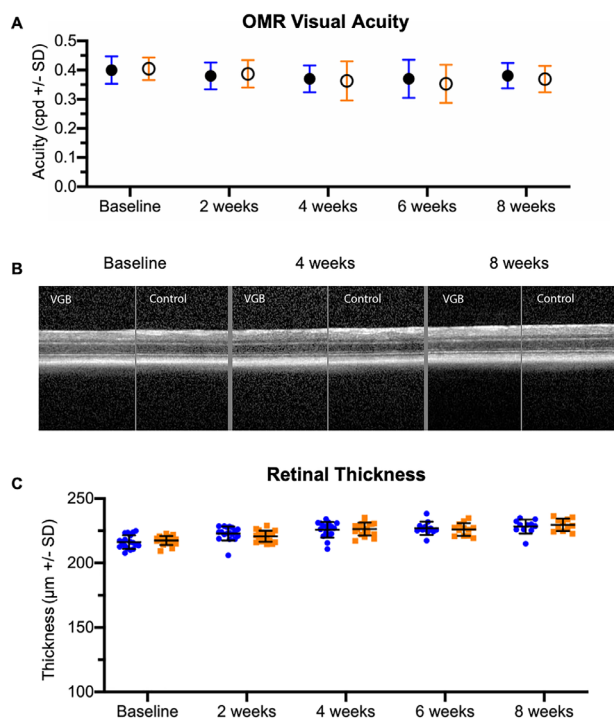 A
OMR Visual Acuity
Acuity (cpd +/- SD)
0.5
0.4
0.3
0.2
0.1
0.0
Baseline 2 weeks 4 weeks 6 weeks 8 weeks
B
Baseline 4 weeks 8 weeks
VGB Control VGB Control VGB Control
C
Retinal Thickness
Thickness (µm +/- SD)
250
200
150
100
Baseline 2 weeks 4 weeks 6 weeks 8 weeks